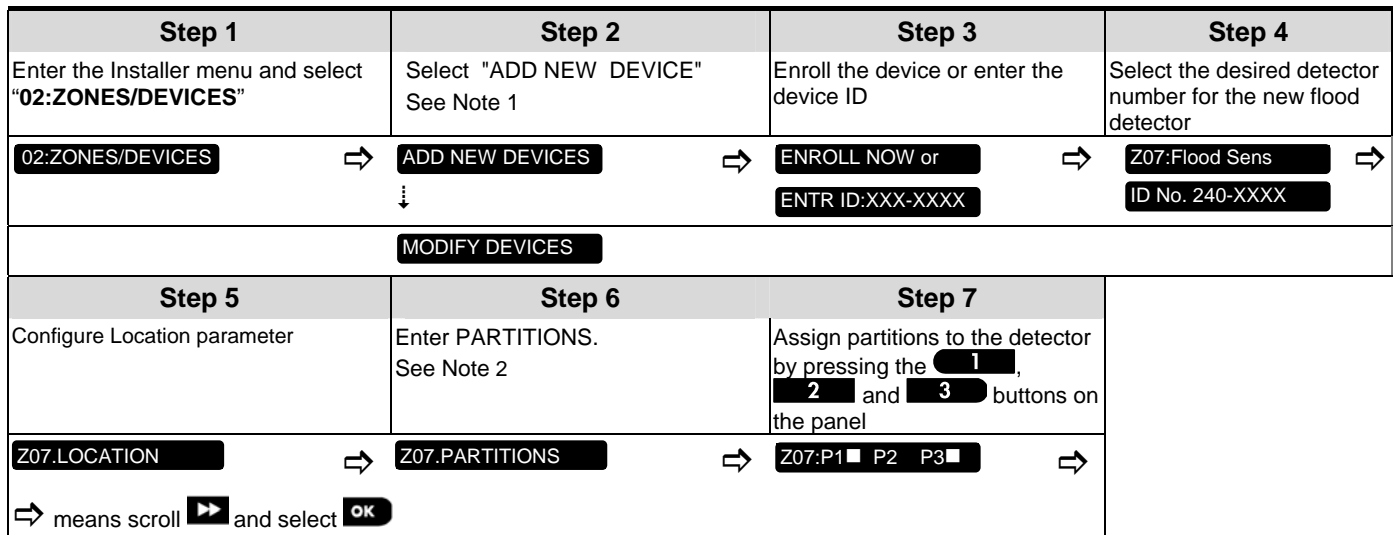 Step 1
Step 2
Step 3
Step 4
Enter the Installer menu and select
“02:ZONES/DEVICES”
Select "ADD NEW DEVICE"
See Note 1
Enroll the device or enter the
device ID
Select the desired detector
number for the new flood
detector
02:ZONES/DEVICES
ADD NEW DEVICES
ENROLL NOW or
ENTR ID:XXX-XXXX
Z07:Flood Sens
ID No. 240-XXXX
MODIFY DEVICES
Step 5
Step 6
Step 7
Configure Location parameter
Enter PARTITIONS.
See Note 2
Assign partitions to the detector
by pressing the 1,
2 and 3 buttons on
the panel
Z07.LOCATION
Z07.PARTITIONS
Z07:P1■ P2 P3■
⇨ means scroll ▶▶ and select OK